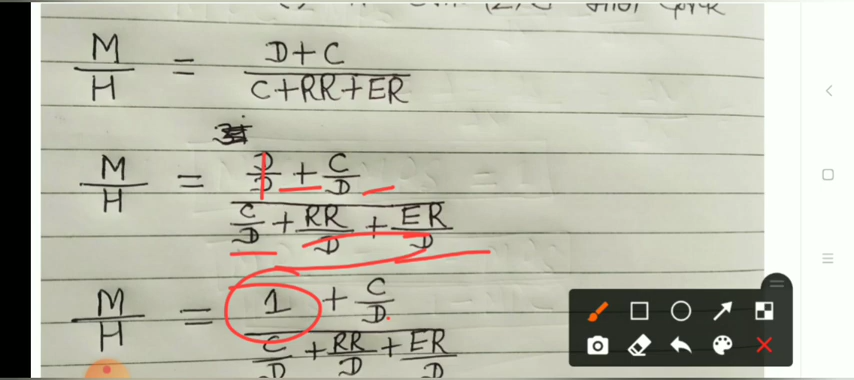 M/H = D+C / C+RR+ER
M/H = D/D + C/D / C/D + RR/D + ER/D
M/H = 1 + C/D / C/D + RR/D + ER/D